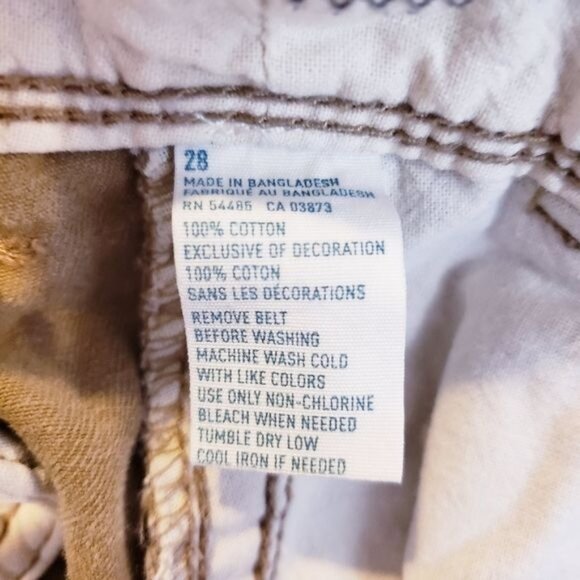 28
MADE IN BANGLADESH
FABRIQUÉ AU BANGLADESH
RN 54485 CA 03873
100% COTTON
EXCLUSIVE OF DECORATION
100% COTON
SANS LES DÉCORATIONS
REMOVE BELT
BEFORE WASHING
MACHINE WASH COLD
WITH LIKE COLORS
USE ONLY NON-CHLORINE
BLEACH WHEN NEEDED
TUMBLE DRY LOW
COOL IRON IF NEEDED